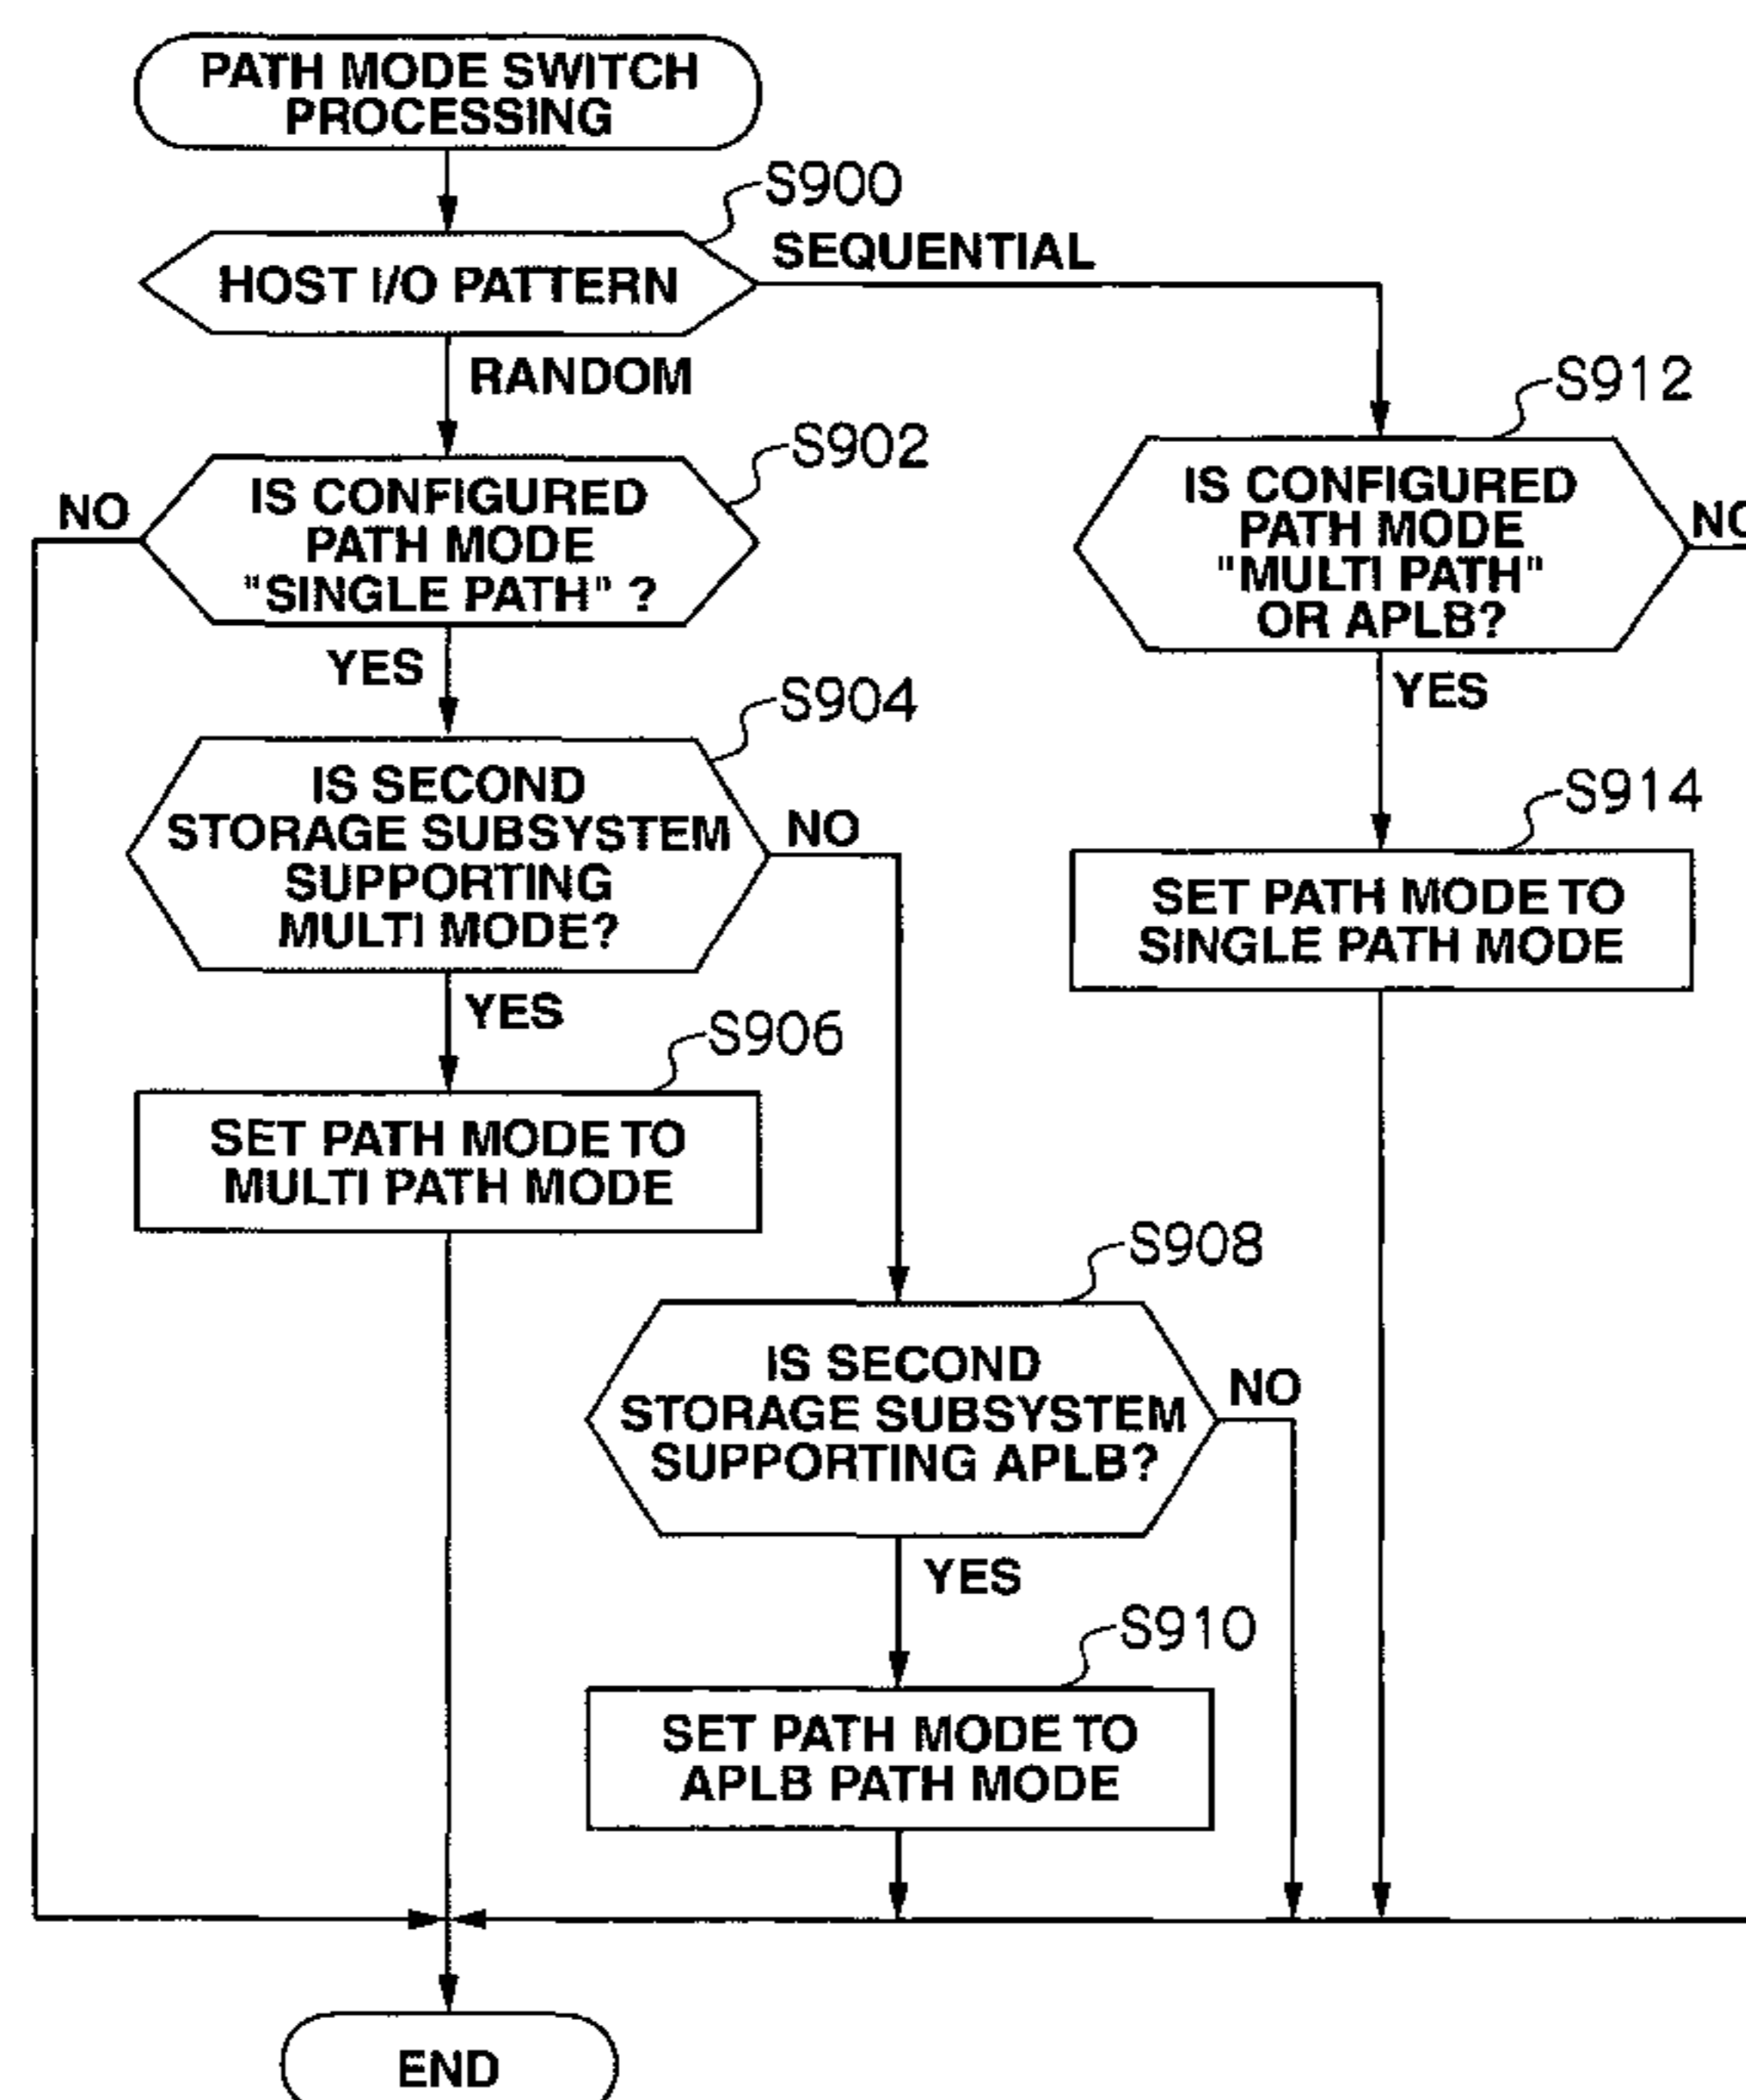 PATH MODE SWITCH
PROCESSING
S900
HOST I/O PATTERN
SEQUENTIAL
RANDOM
S902
IS CONFIGURED
PATH MODE
"SINGLE PATH" ?
NO
YES
S904
IS SECOND
STORAGE SUBSYSTEM
SUPPORTING
MULTI MODE?
NO
YES
S906
SET PATH MODE TO
MULTI PATH MODE
S908
IS SECOND
STORAGE SUBSYSTEM
SUPPORTING APLB?
NO
YES
S910
SET PATH MODE TO
APLB PATH MODE
S912
IS CONFIGURED
PATH MODE
"MULTI PATH"
OR APLB?
NO
YES
S914
SET PATH MODE TO
SINGLE PATH MODE
END